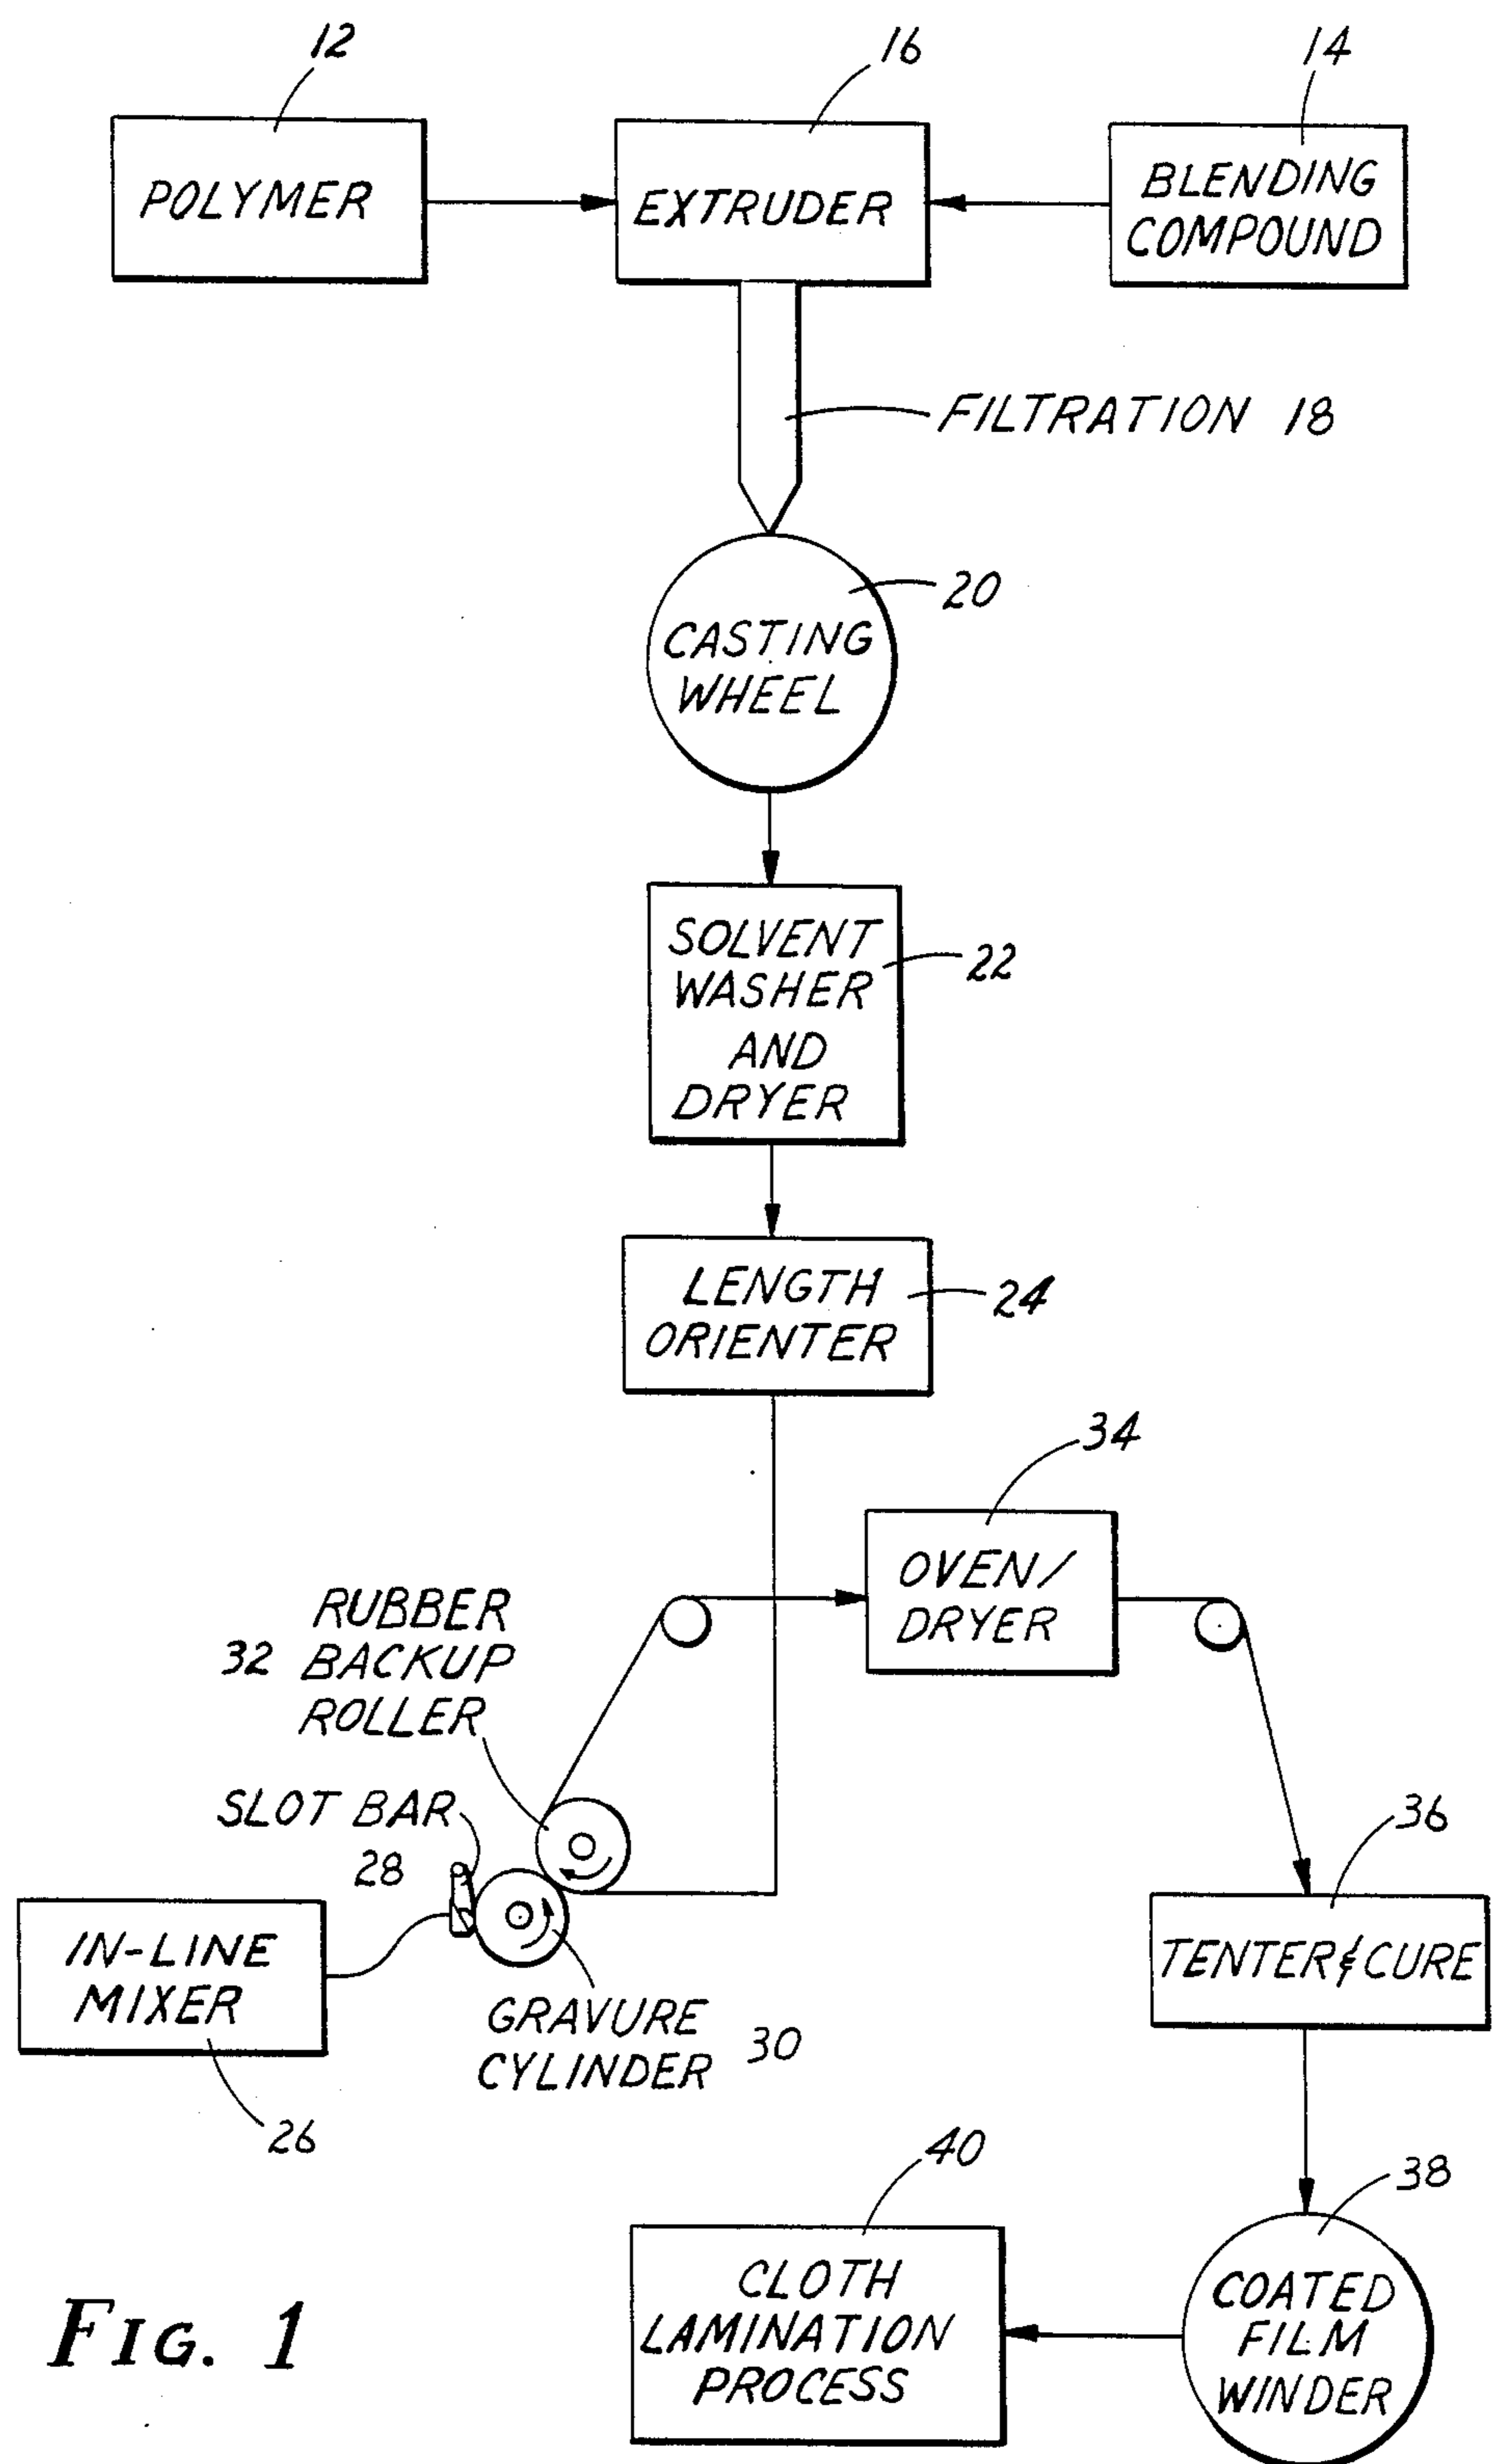 12
16
14
POLYMER
EXTRUDER
BLENDING
COMPOUND
FILTRATION 18
20
CASTING
WHEEL
SOLVENT
WASHER
AND
DRYER
22
LENGTH
ORIENTER
24
34
OVEN/
DRYER
RUBBER
32 BACKUP
ROLLER
SLOT BAR
28
36
TENTER & CURE
IN-LINE
MIXER
GRAVURE
CYLINDER 30
26
40
38
CLOTH
LAMINATION
PROCESS
COATED
FILM
WINDER
FIG. 1